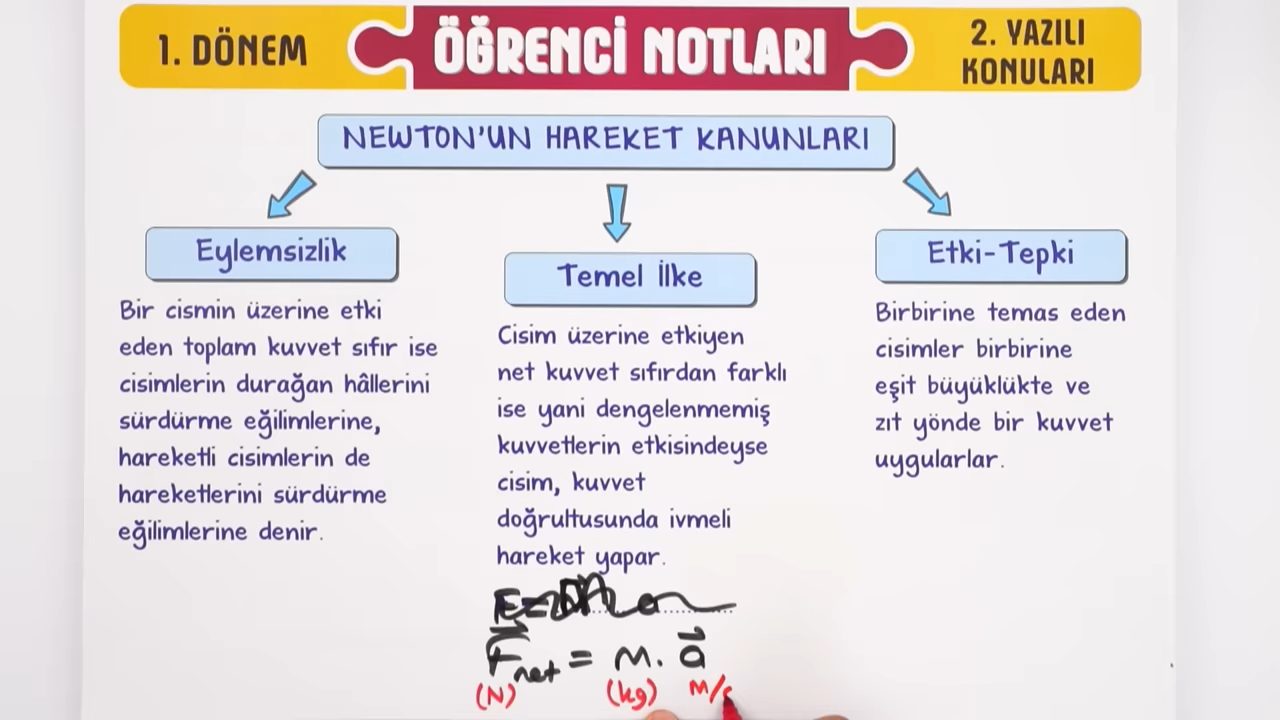 1. DÖNEM
ÖĞRENCİ NOTLARI
2. YAZILI
KONULARI
NEWTON'UN HAREKET KANUNLARI
Eylemsizlik
Bir cismin üzerine etki
eden toplam kuvvet sıfır ise
cisimlerin durağan hâllerini
sürdürme eğilimlerine,
hareketli cisimlerin de
hareketlerini sürdürme
eğilimlerine denir.
Temel İlke
Cisim üzerine etkiyen
net kuvvet sıfırdan farklı
ise yani dengelenmemiş
kuvvetlerin etkisindeyse
cisim, kuvvet
doğrultusunda ivmeli
hareket yapar.
F⃗net = m. a⃗
(N) (kg) m/s
Etki-Tepki
Birbirine temas eden
cisimler birbirine
eşit büyüklükte ve
zıt yönde bir kuvvet
uygularlar.